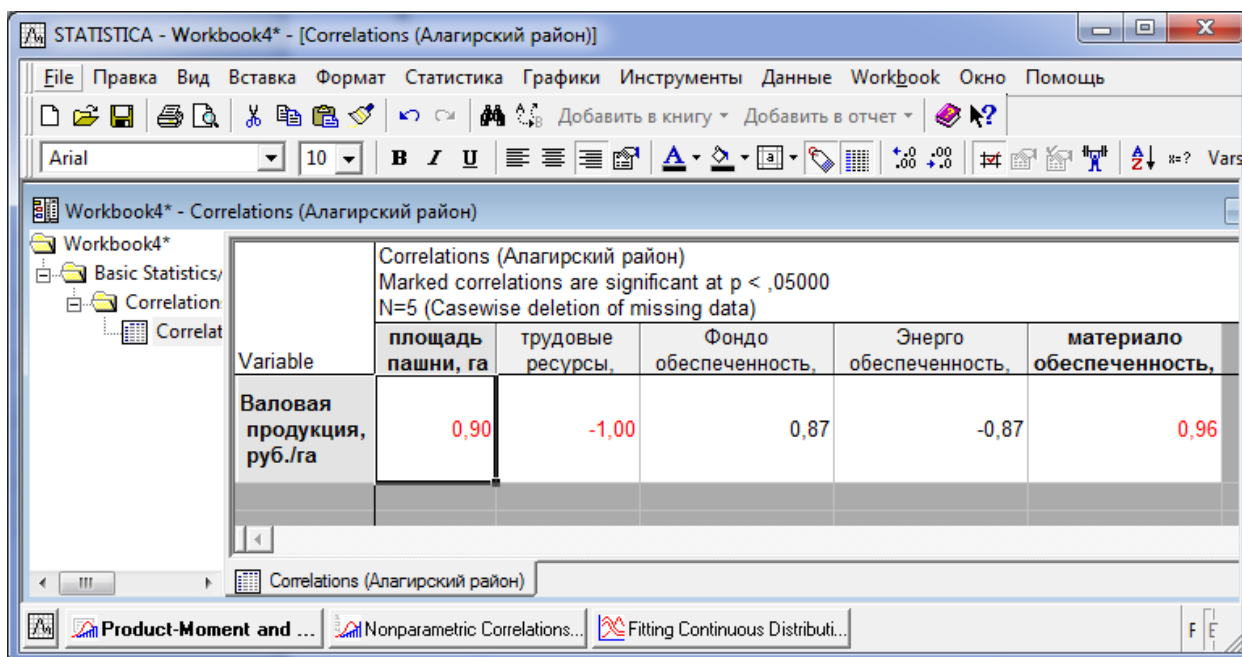 STATISTICA - Workbook4* - [Correlations (Алагирский район)]
File Правка Вид Вставка Формат Статистика Графики Инструменты Данные Workbook Окно Помощь
Добавить в книгу Добавить в отчет
Arial 10 B I U x=? Vars
Workbook4* - Correlations (Алагирский район)
Workbook4*
Basic Statistics/
Correlation
Correlat
Correlations (Алагирский район)
Marked correlations are significant at p < ,05000
N=5 (Casewise deletion of missing data)
Variable
площадь
пашни, га
трудовые
ресурсы,
Фондо
обеспеченность,
Энерго
обеспеченность,
материало
обеспеченность,
Валовая
продукция,
руб./га
0,90 -1,00 0,87 -0,87 0,96
Correlations (Алагирский район)
Product-Moment and ... Nonparametric Correlations... Fitting Continuous Distributi... F E